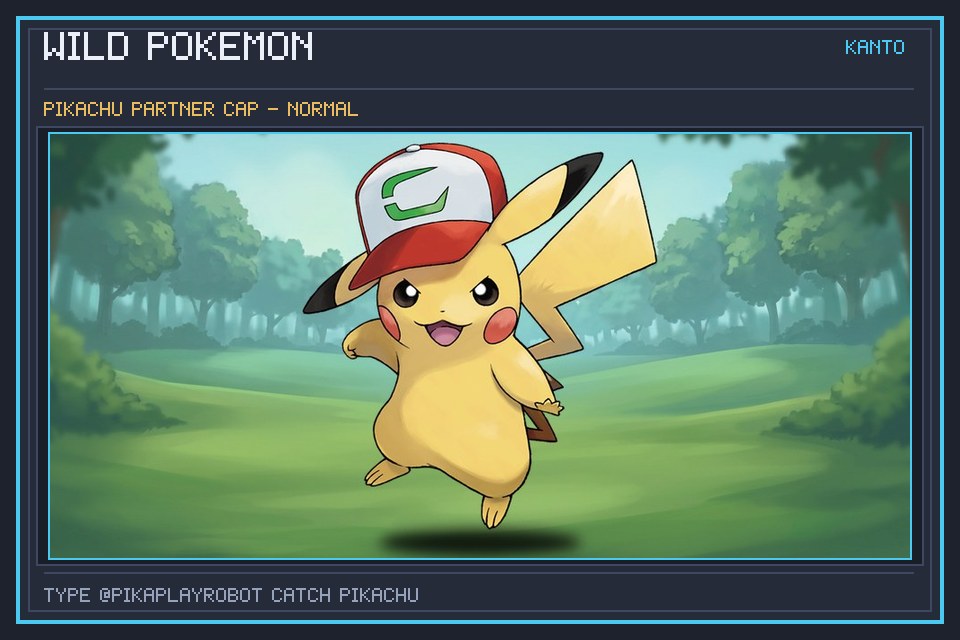 WILD POKEMON
KANTO
PIKACHU PARTNER CAP - NORMAL
TYPE @PIKAPLAYROBOT CATCH PIKACHU